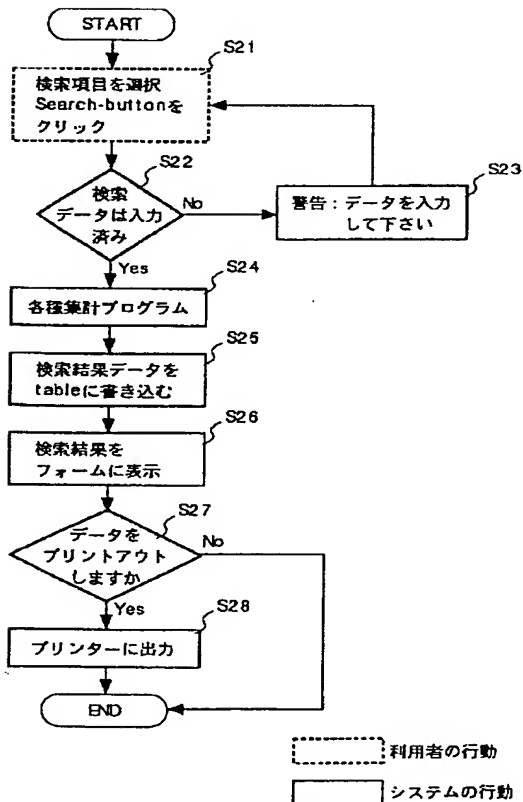 START
S21
検索項目を選択
Search-buttonを
クリック
S22
検索
データは入力
済み
No
S23
警告：データを入力
して下さい
Yes
S24
各種集計プログラム
S25
検索結果データを
tableに書き込む
S26
検索結果を
フォームに表示
S27
データを
プリントアウト
しますか
No
Yes
S28
プリンターに出力
END
利用者の行動
システムの行動